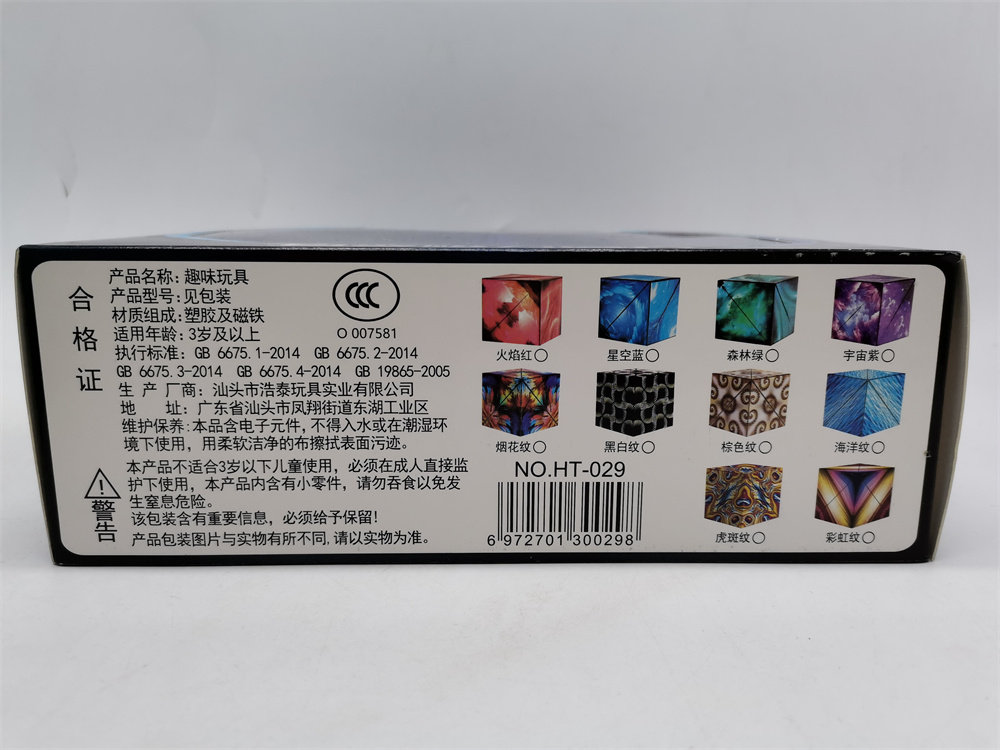 合格证
产品名称：趣味玩具
产品型号：见包装
材质组成：塑胶及磁铁
适用年龄：3岁及以上
执行标准：GB 6675.1-2014 GB 6675.2-2014
GB 6675.3-2014 GB 6675.4-2014 GB 19865-2005
生产厂商：汕头市浩泰玩具实业有限公司
地址：广东省汕头市凤翔街道东湖工业区
维护保养：本品含电子元件,不得入水或在潮湿环
境下使用，用柔软洁净的布擦拭表面污迹。
CCC
O 007581
警告
本产品不适合3岁以下儿童使用，必须在成人直接监
护下使用，本产品内含有小零件，请勿吞食以免发
生窒息危险。
该包装含有重要信息，必须给予保留!
产品包装图片与实物有所不同,请以实物为准。
火焰红 星空蓝 森林绿 宇宙紫
烟花纹 黑白纹 棕色纹 海洋纹
NO.HT-029
6 972701 300298
虎斑纹 彩虹纹